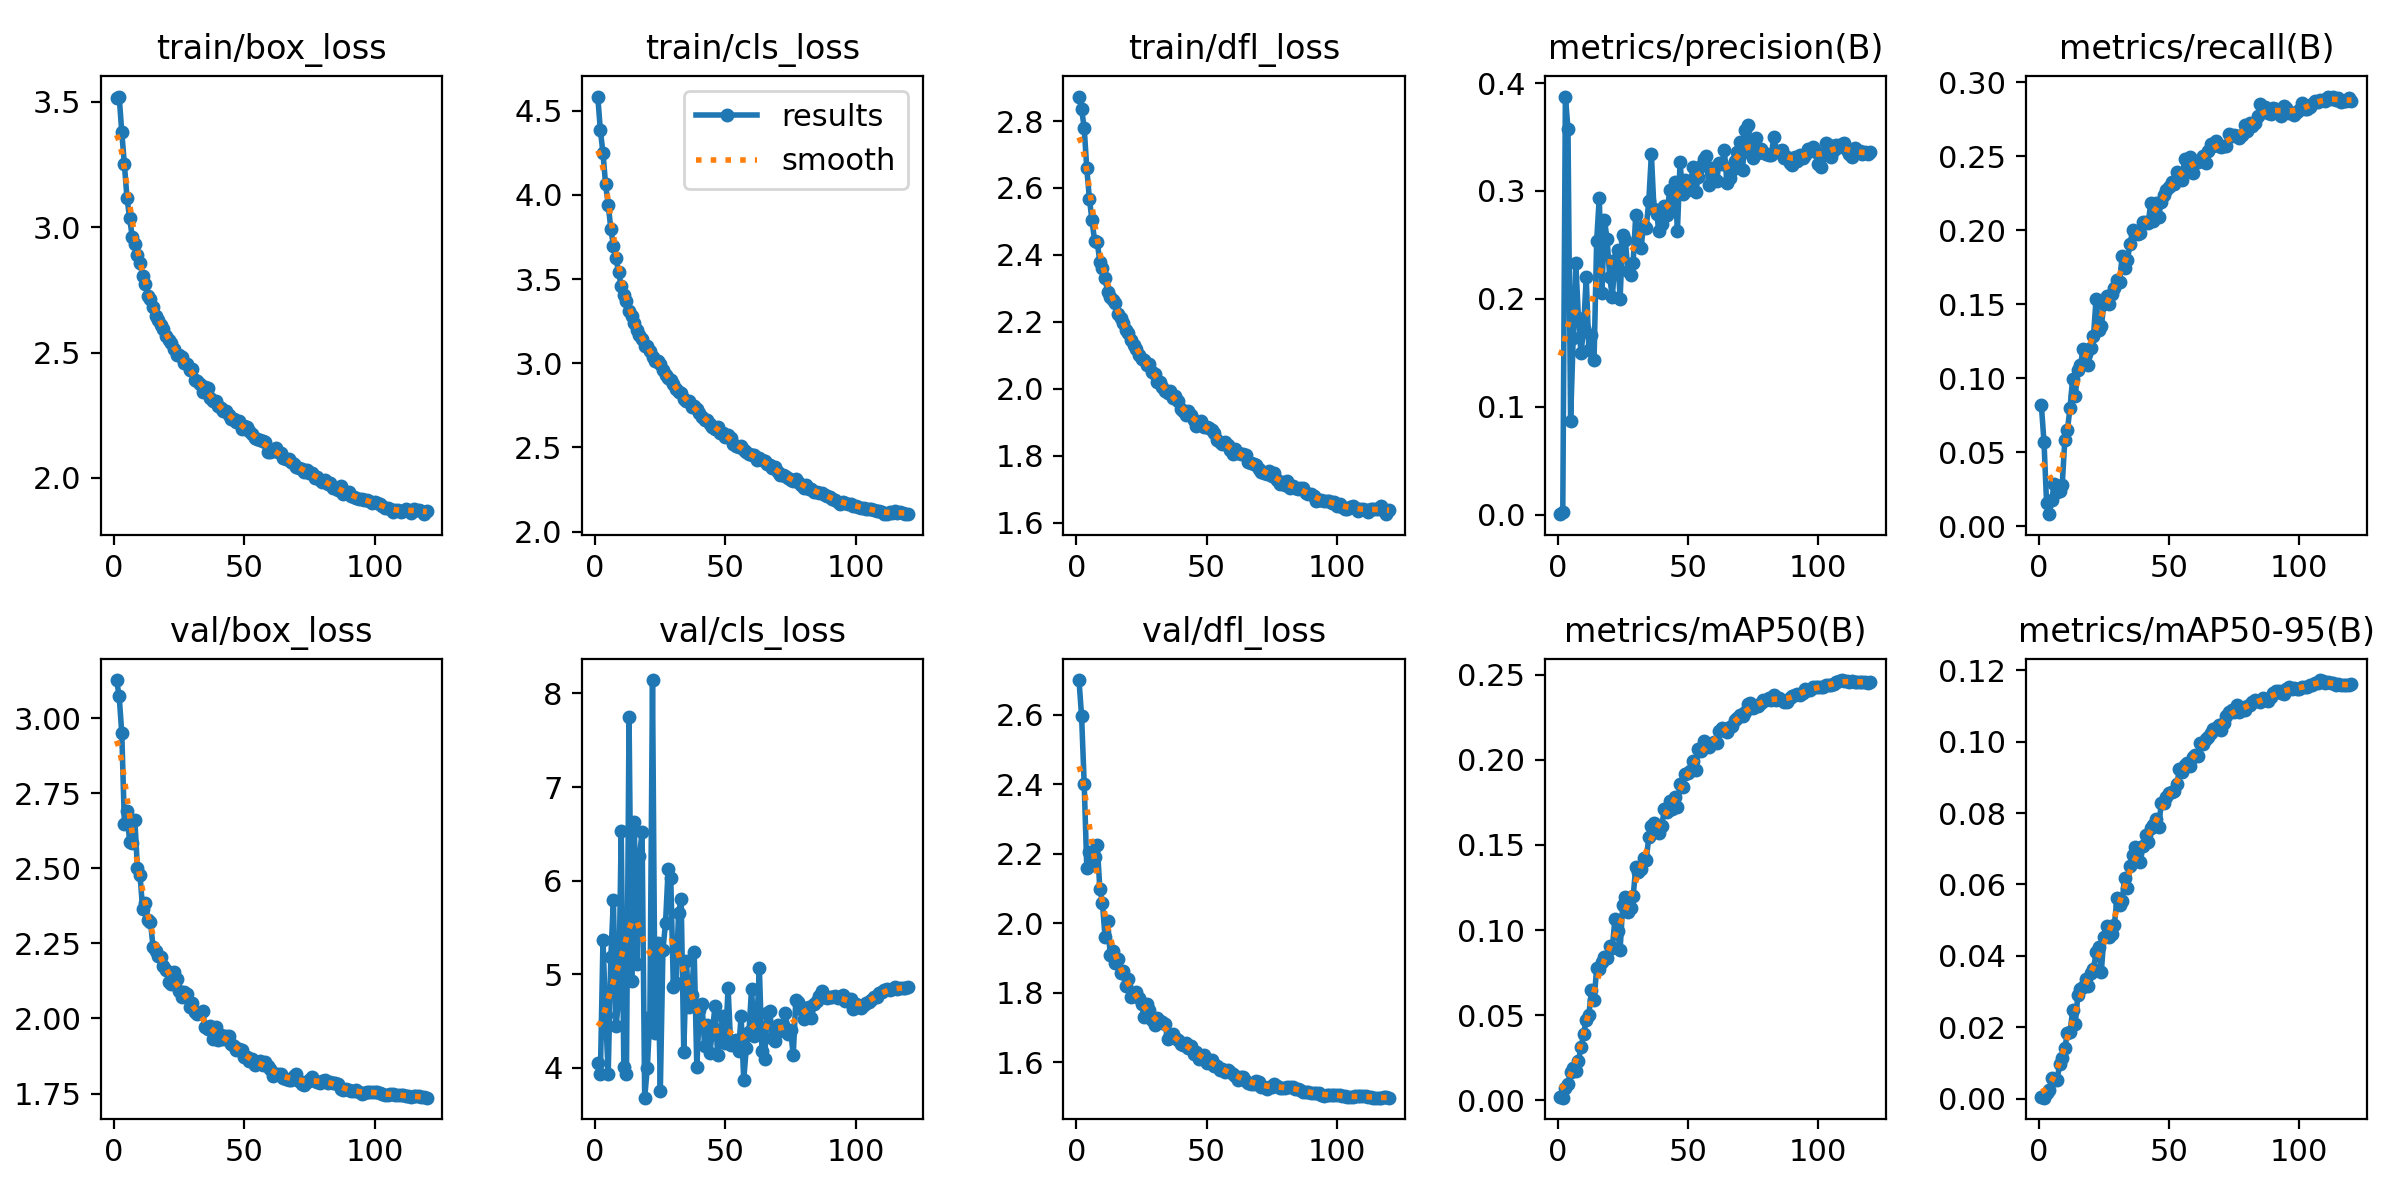 train/box_loss
3.5
3.0
2.5
2.0
0 50 100
train/cls_loss
results
smooth
4.5
4.0
3.5
3.0
2.5
2.0
0 50 100
train/dfl_loss
2.8
2.6
2.4
2.2
2.0
1.8
1.6
0 50 100
metrics/precision(B)
0.4
0.3
0.2
0.1
0.0
0 50 100
metrics/recall(B)
0.30
0.25
0.20
0.15
0.10
0.05
0.00
0 50 100
val/box_loss
3.00
2.75
2.50
2.25
2.00
1.75
0 50 100
val/cls_loss
8
7
6
5
4
0 50 100
val/dfl_loss
2.6
2.4
2.2
2.0
1.8
1.6
0 50 100
metrics/mAP50(B)
0.25
0.20
0.15
0.10
0.05
0.00
0 50 100
metrics/mAP50-95(B)
0.12
0.10
0.08
0.06
0.04
0.02
0.00
0 50 100